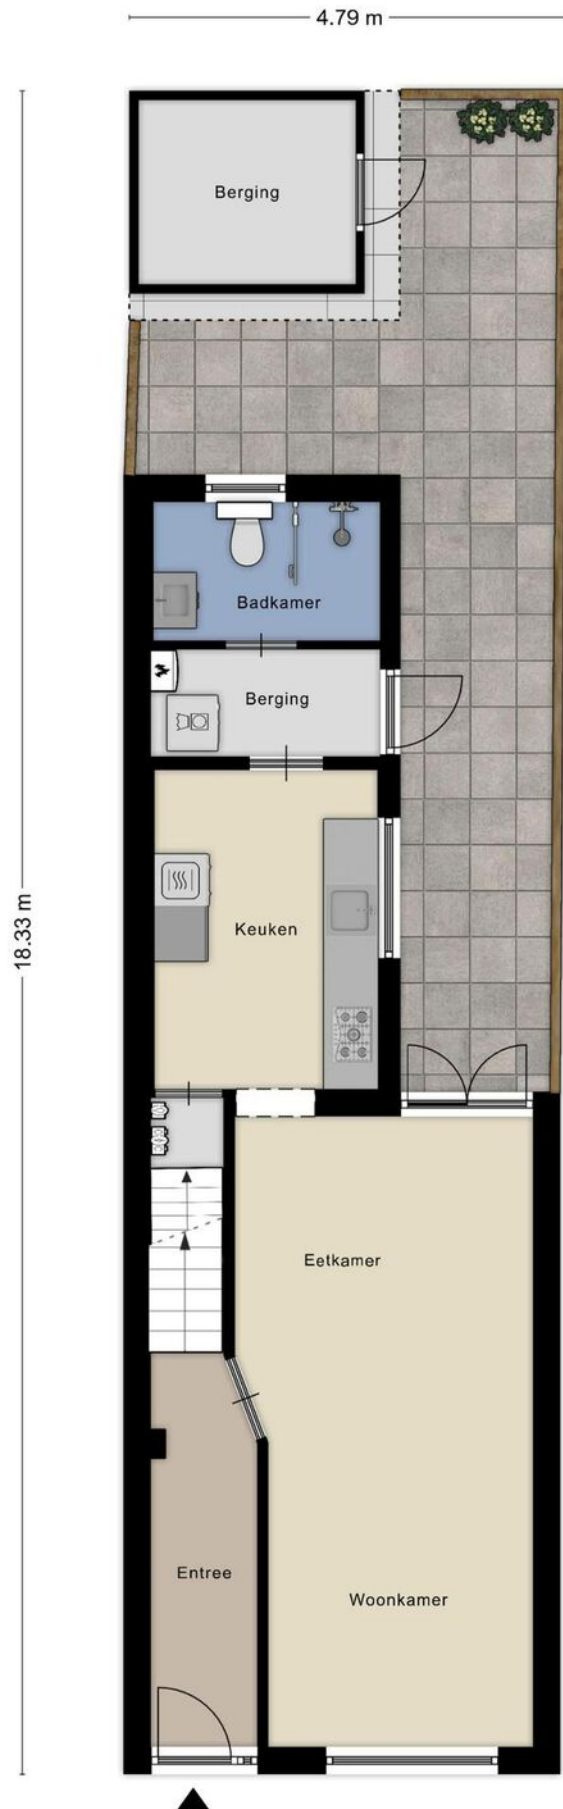 4.79 m
Berging
Badkamer
Berging
Keuken
18.33 m
Eetkamer
Entree
Woonkamer